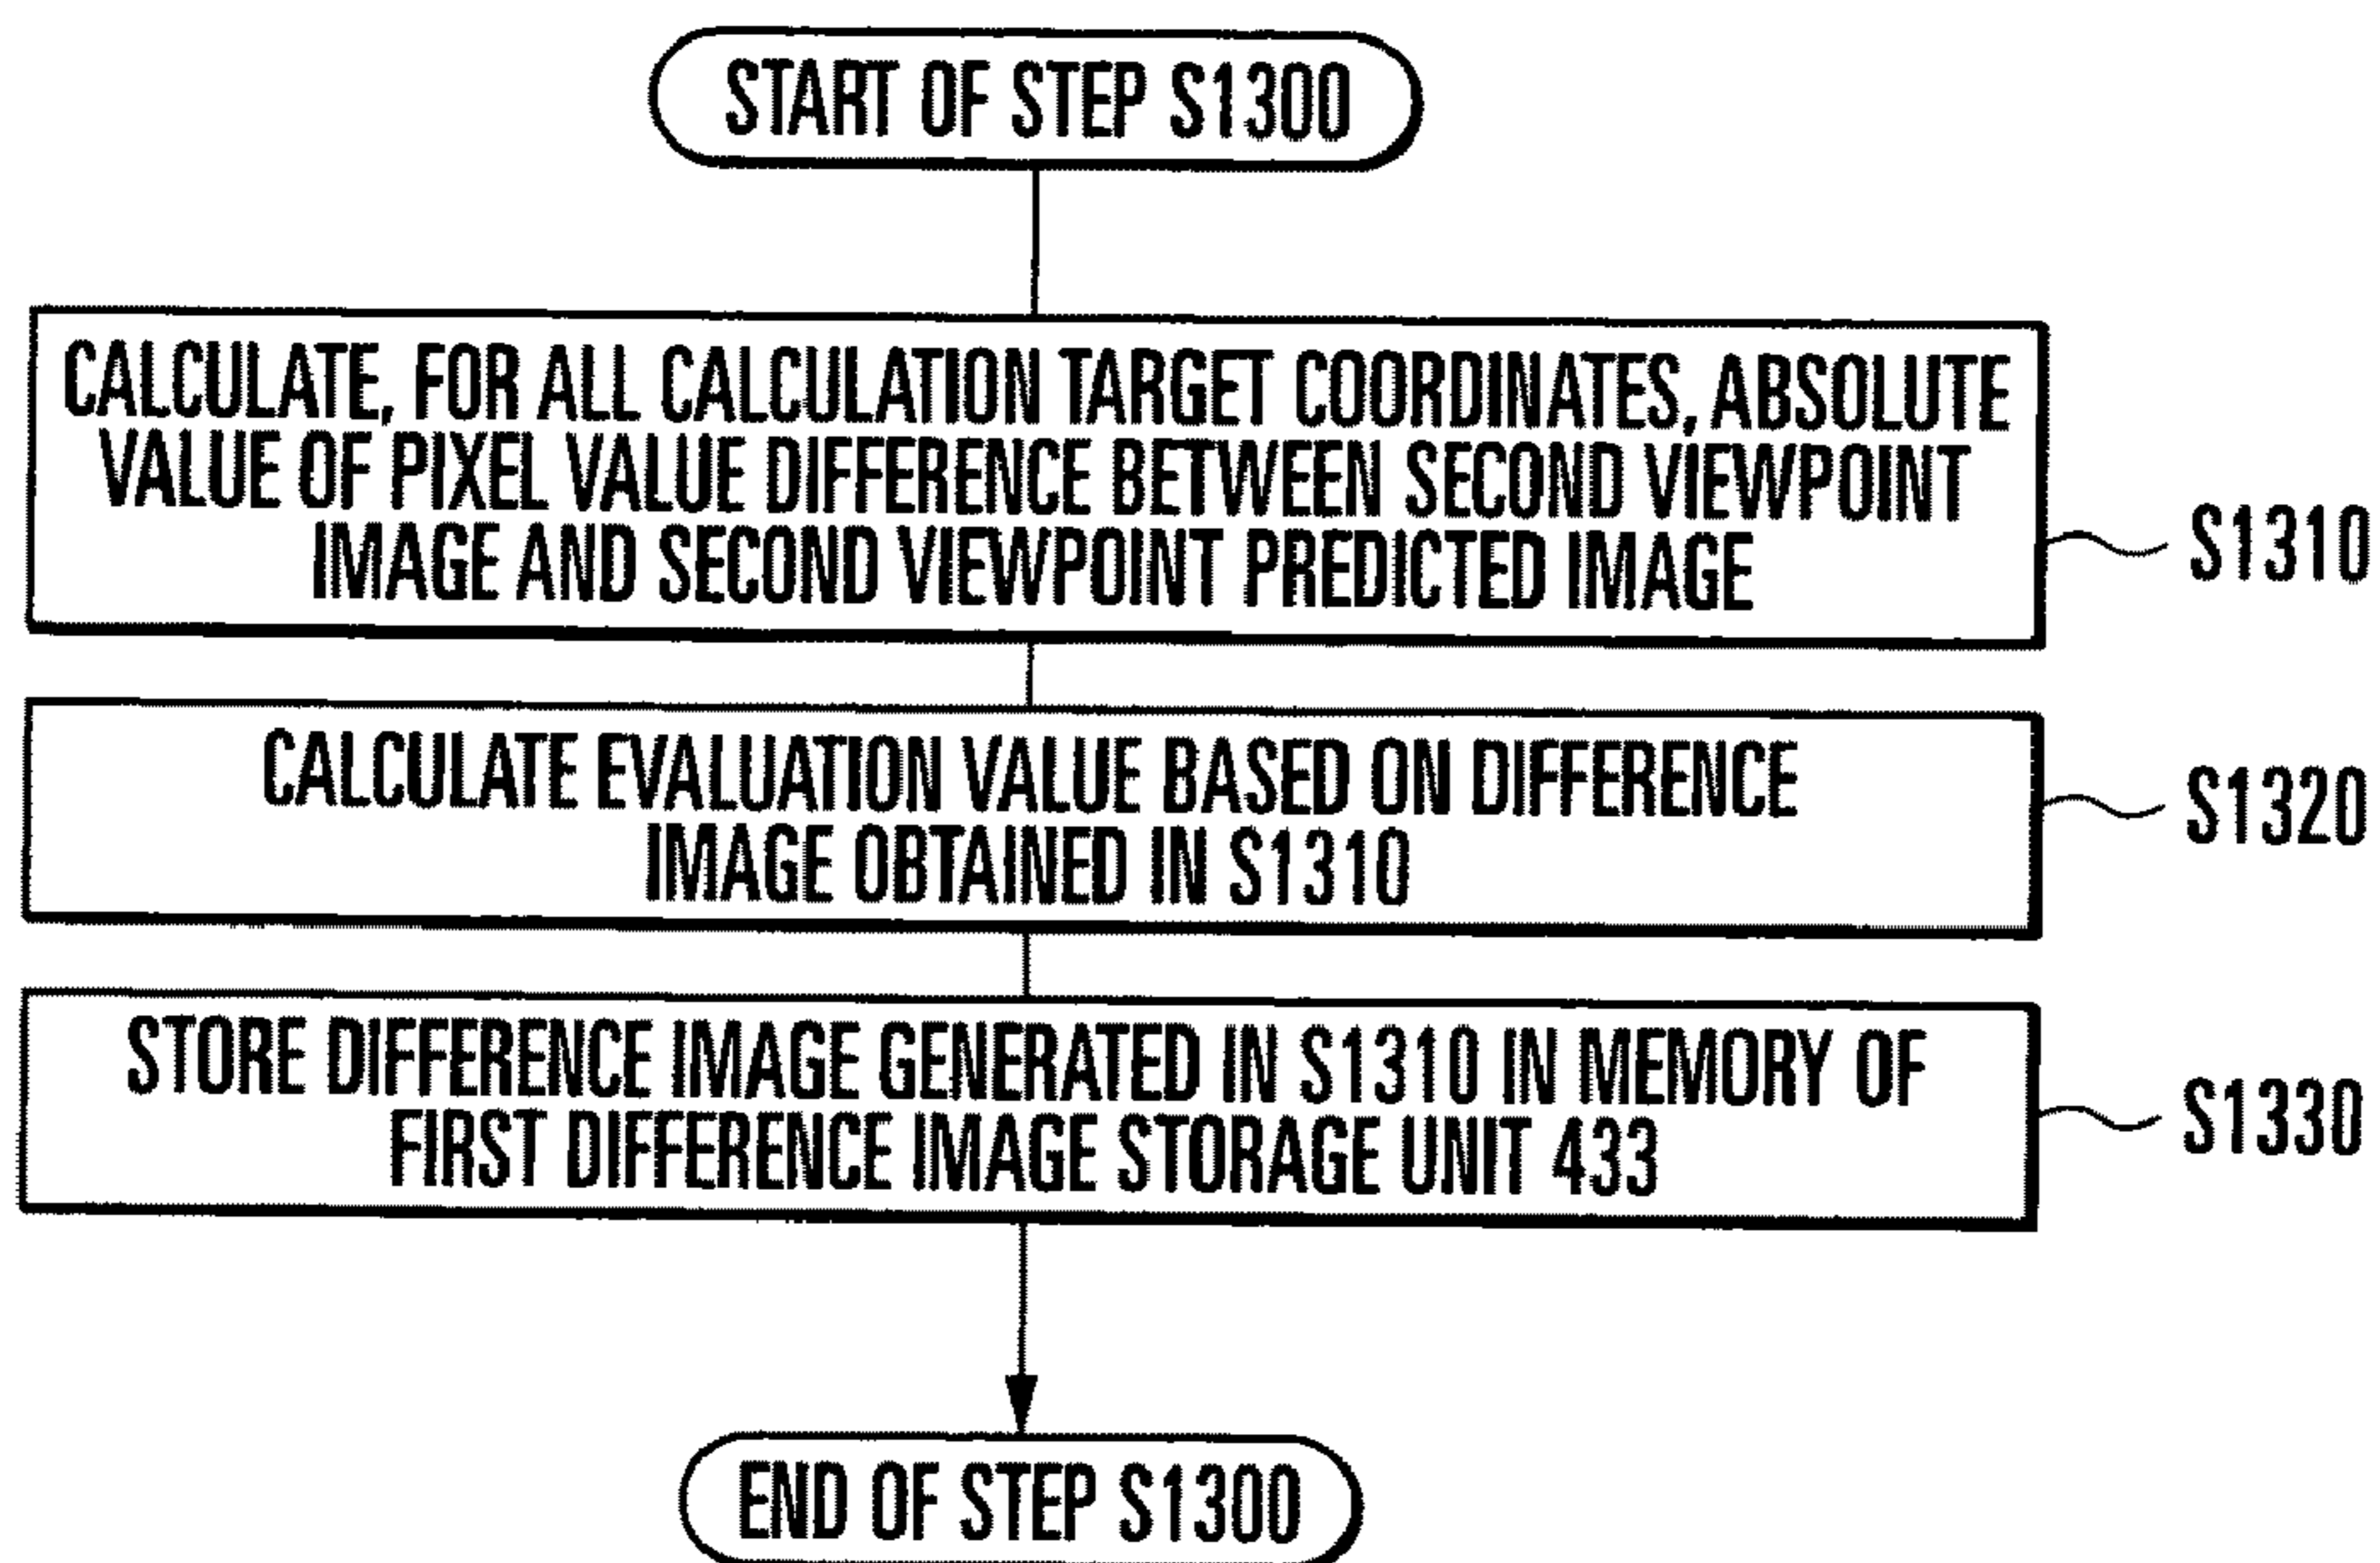 START OF STEP S1300
CALCULATE, FOR ALL CALCULATION TARGET COORDINATES, ABSOLUTE
VALUE OF PIXEL VALUE DIFFERENCE BETWEEN SECOND VIEWPOINT
IMAGE AND SECOND VIEWPOINT PREDICTED IMAGE
S1310
CALCULATE EVALUATION VALUE BASED ON DIFFERENCE
IMAGE OBTAINED IN S1310
S1320
STORE DIFFERENCE IMAGE GENERATED IN S1310 IN MEMORY OF
FIRST DIFFERENCE IMAGE STORAGE UNIT 433
S1330
END OF STEP S1300